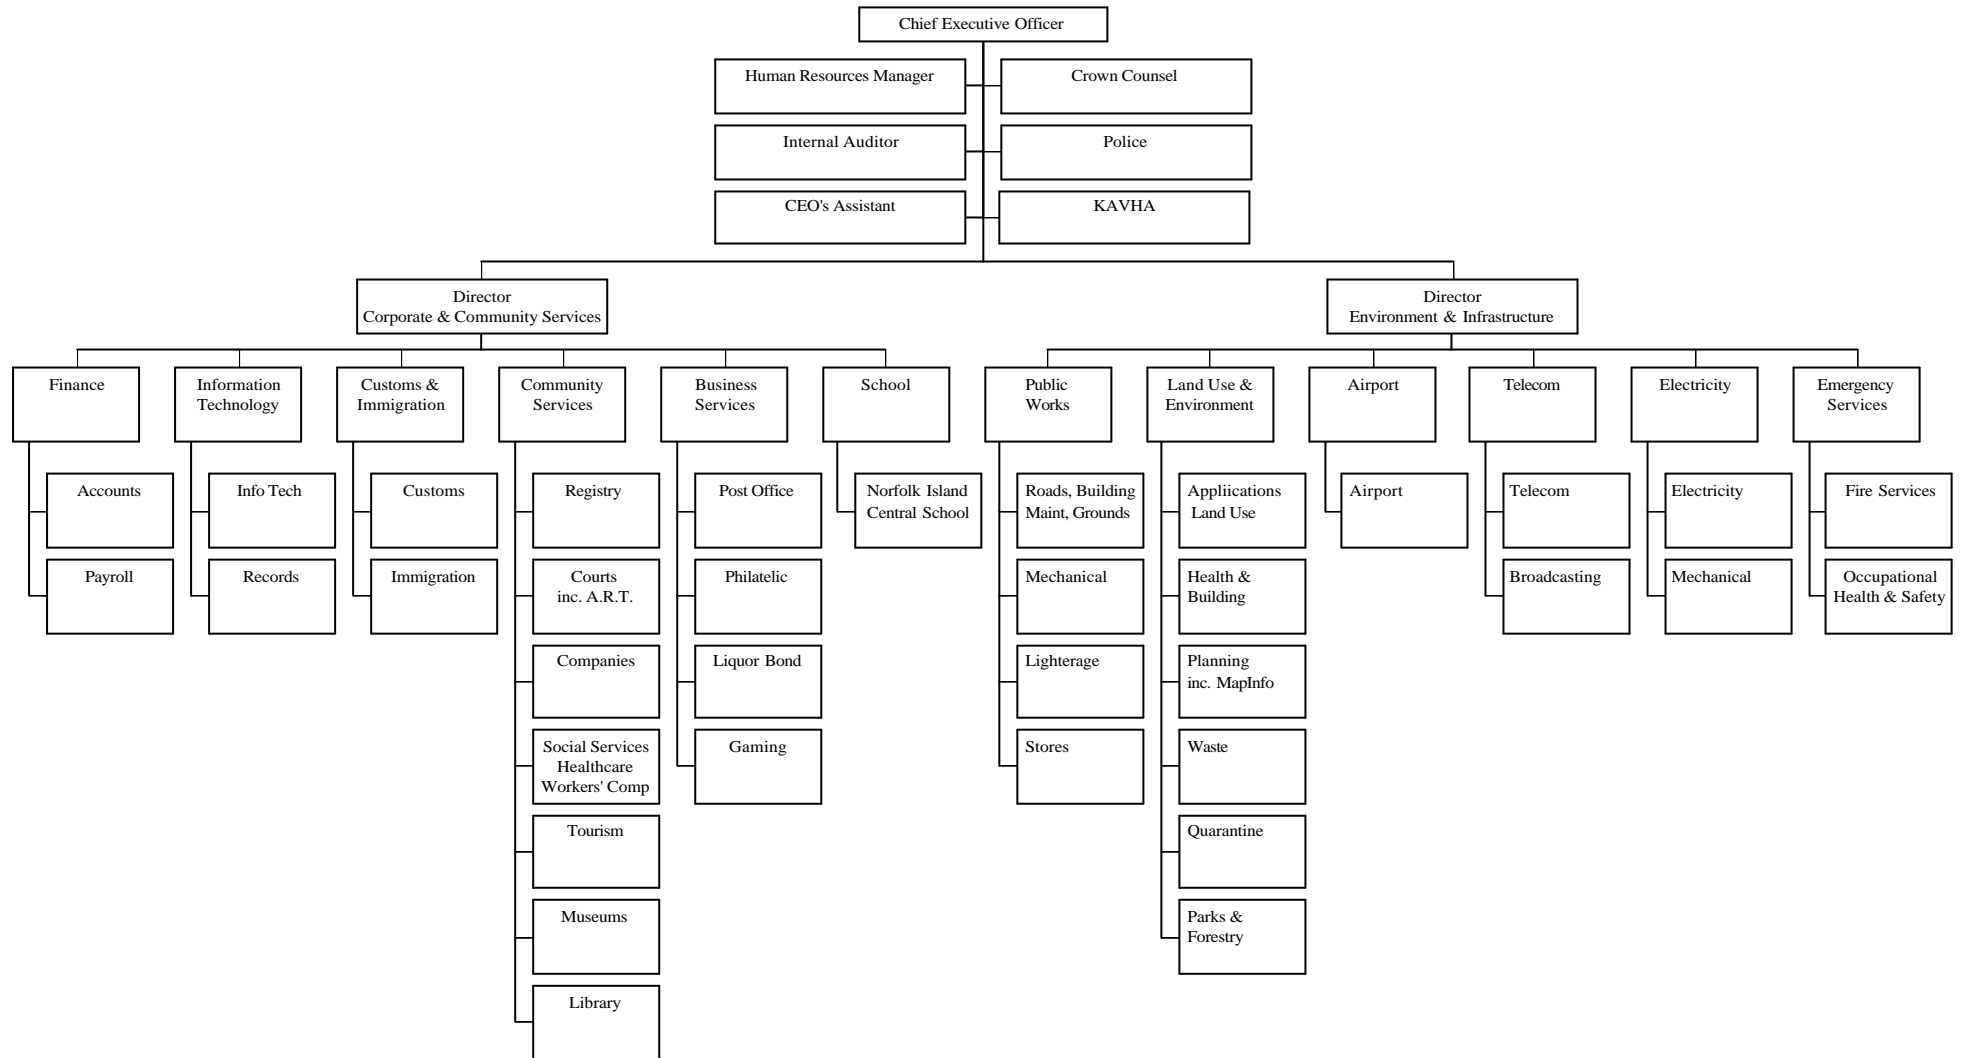 Chief Executive Officer
Human Resources Manager
Crown Counsel
Internal Auditor
Police
CEO's Assistant
KAVHA
Director
Corporate & Community Services
Director
Environment & Infrastructure
Finance
Information
Technology
Customs &
Immigration
Community
Services
Business
Services
School
Public
Works
Land Use &
Environment
Airport
Telecom
Electricity
Emergency
Services
Accounts
Payroll
Info Tech
Records
Customs
Immigration
Registry
Courts
inc. A.R.T.
Companies
Social Services
Healthcare
Workers' Comp
Tourism
Museums
Library
Post Office
Philatelic
Liquor Bond
Gaming
Norfolk Island
Central School
Roads, Building
Maint, Grounds
Mechanical
Lighterage
Stores
Appliications
Land Use
Health &
Building
Planning
inc. MapInfo
Waste
Quarantine
Parks &
Forestry
Airport
Telecom
Broadcasting
Electricity
Mechanical
Fire Services
Occupational
Health & Safety